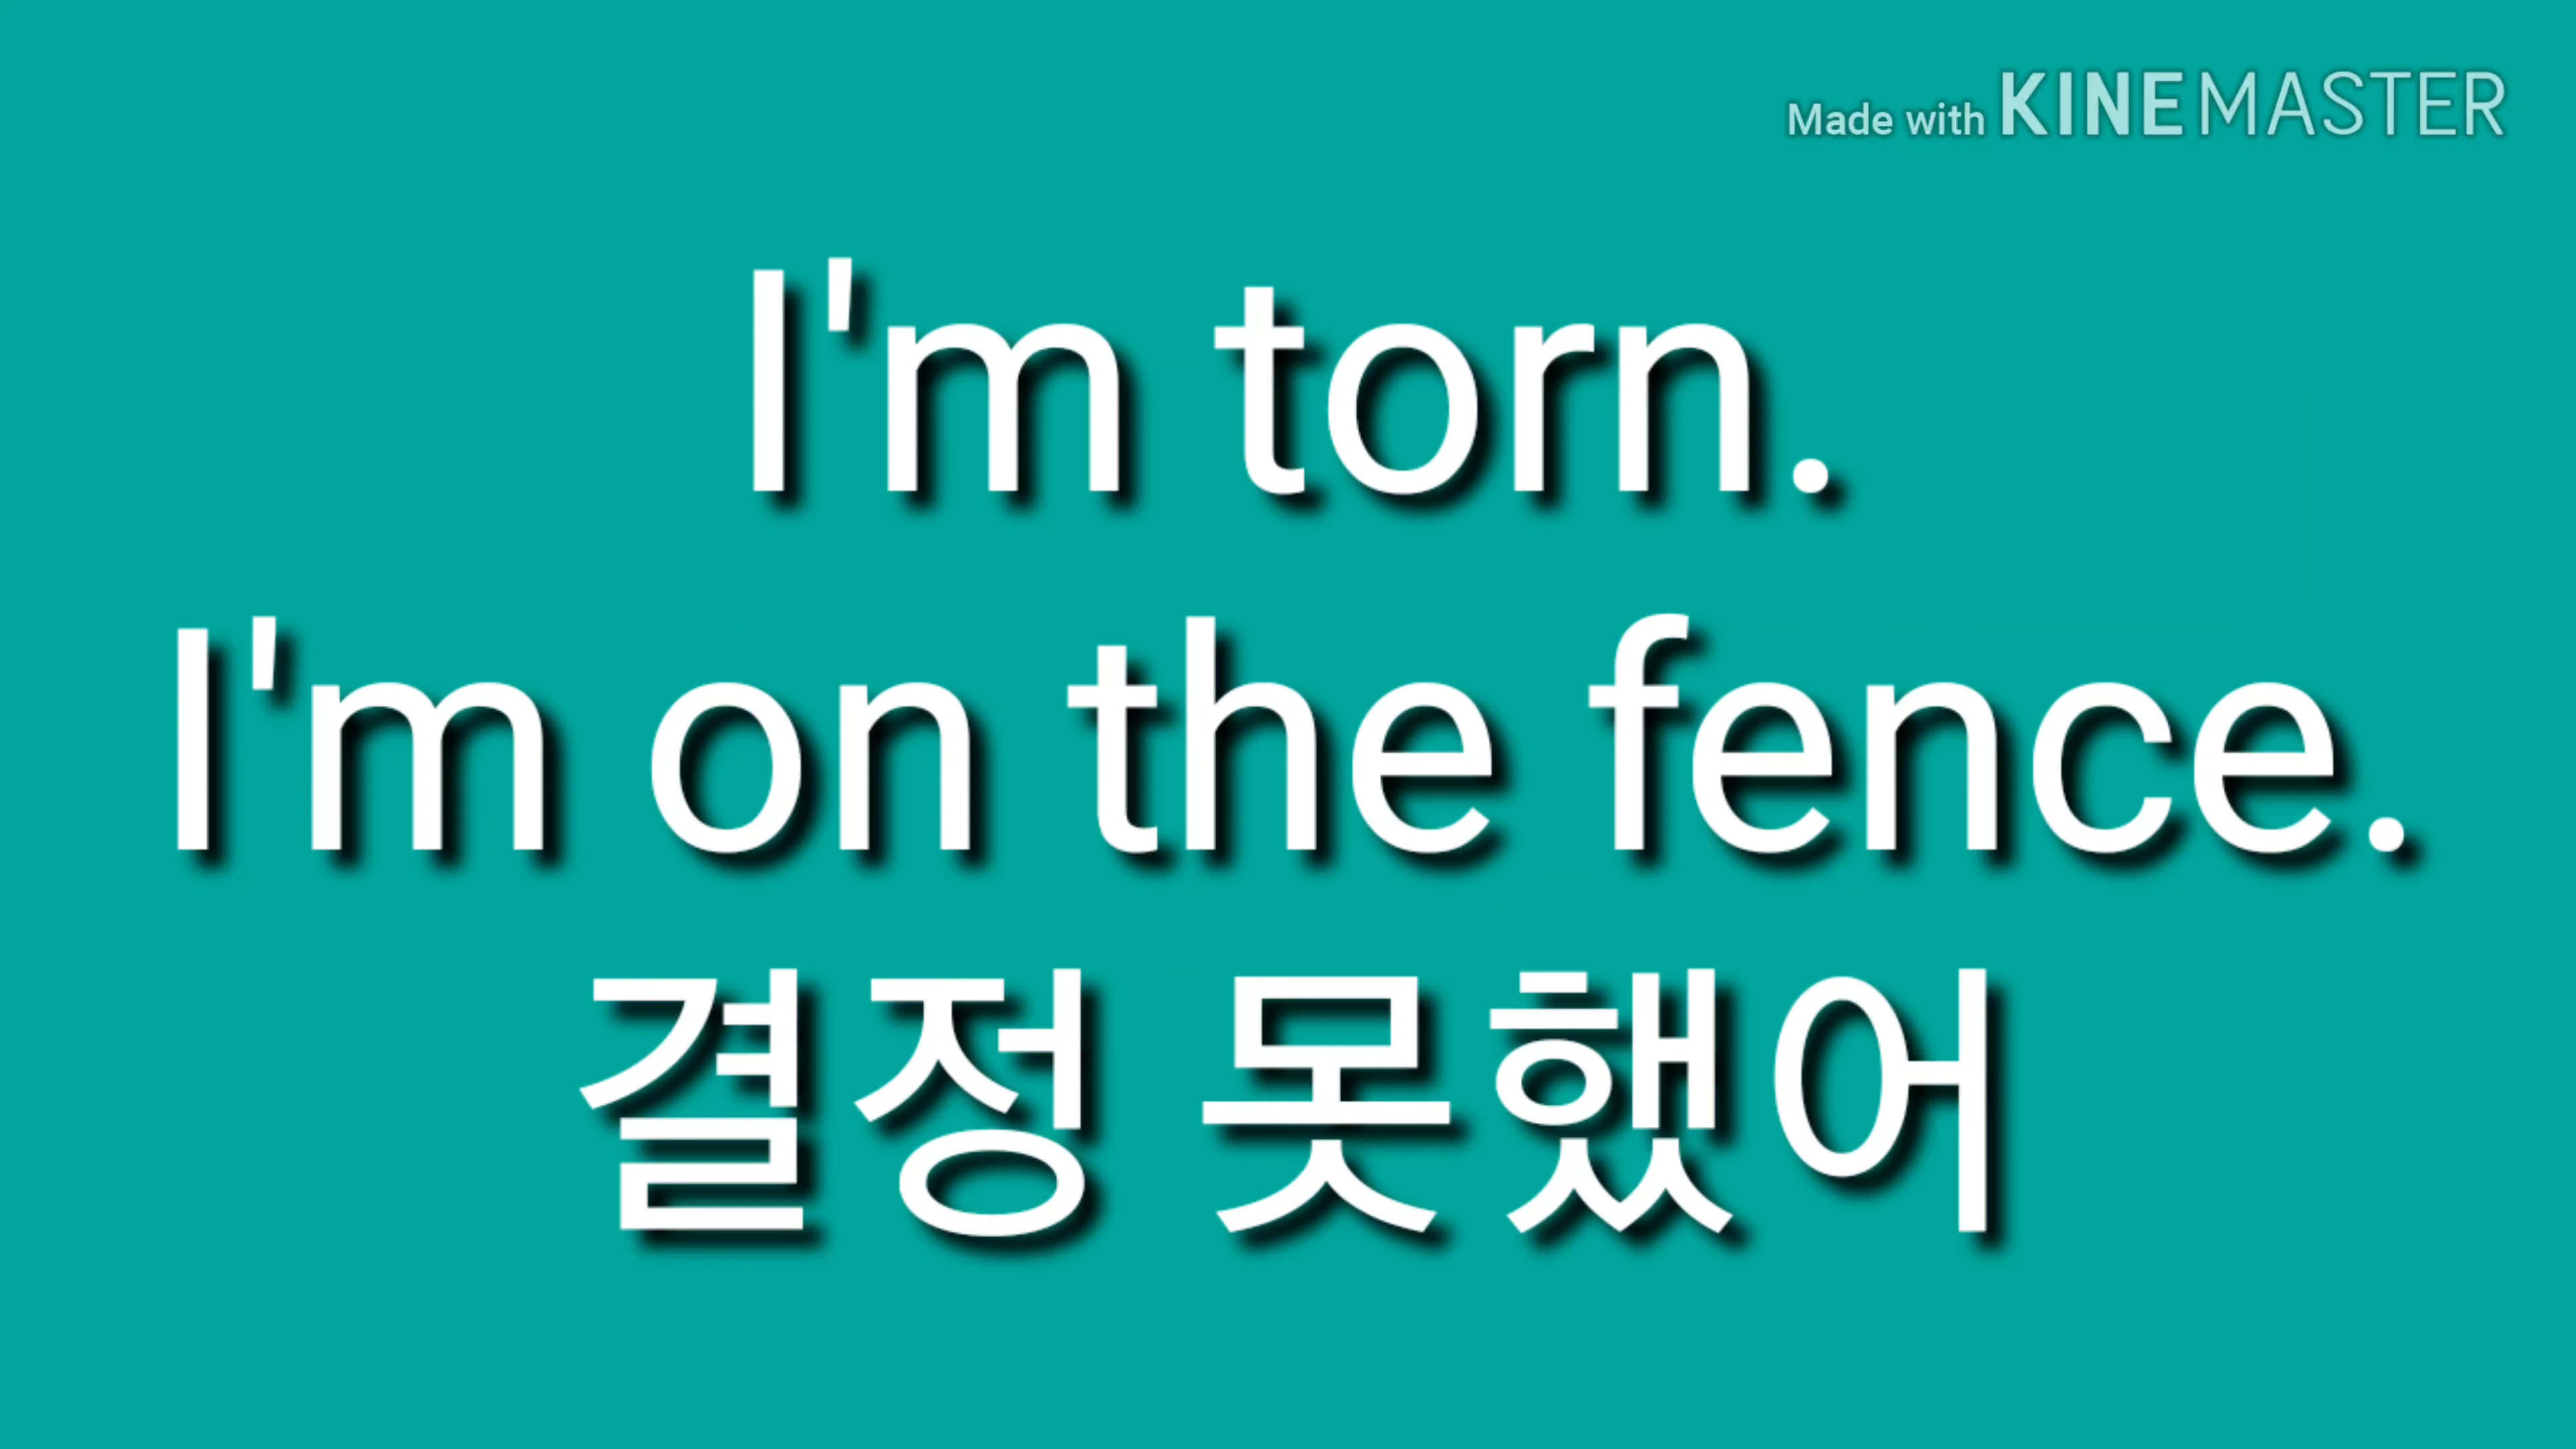 Made with KINEMASTER
I'm torn.
I'm on the fence.
결정 못했어